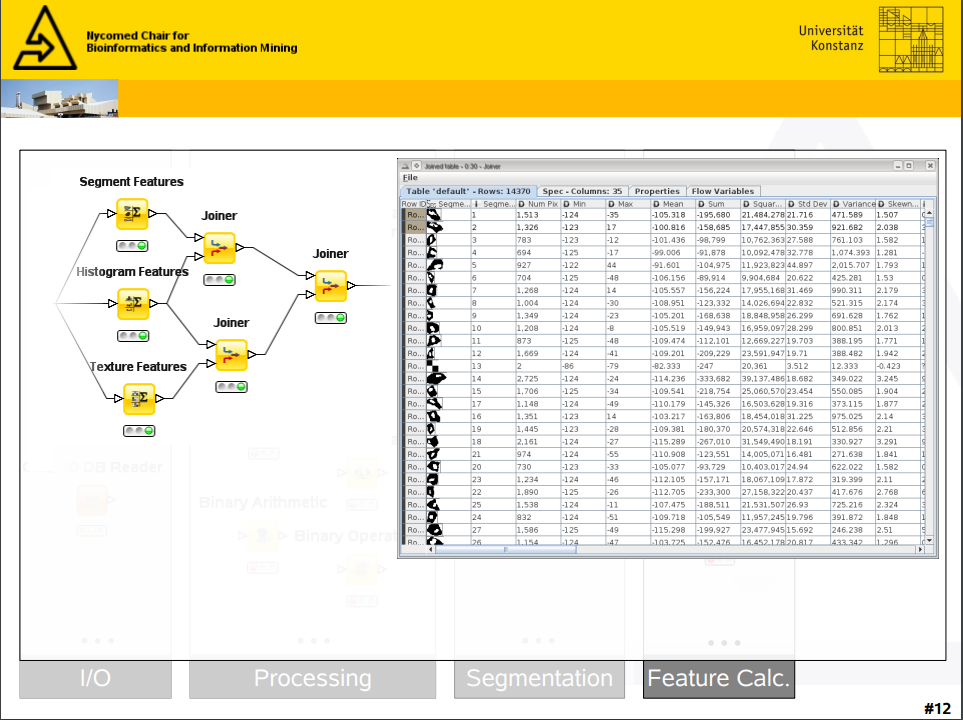 Nycomed Chair for
Bioinformatics and Information Mining
Universität
Konstanz
Segment Features
Joiner
Histogram Features
Joiner
Joiner
Texture Features
DB Reader
Binary Arithmetic
Binary Opera
Joined table - 0:30 - Joiner
File
Table "default" - Rows: 14370 Spec - Columns: 35 Properties Flow Variables
Row ID Segme... I Segme... D Num Pix D Min D Max D Mean D Sum D Squar... D Std Dev D Variance D Skewn...
Ro... 1 1,513 -124 -35 -105.318 -195,680 21,484,278 21.716 471.589 1.507
Ro... 2 1,326 -123 17 -100.816 -158,685 17,447,855 30.359 921.682 2.038
Ro... 3 783 -123 -12 -101.436 -98,799 10,762,363 27.588 761.103 1.582
Ro... 4 694 -125 -17 -99.006 -91,878 10,092,478 32.778 1,074.393 1.281
Ro... 5 927 -122 44 -91.601 -104,975 11,923,823 44.897 2,015.707 1.793
Ro... 6 704 -124 -48 -106.156 -89,914 9,904,684 20.622 425.281 1.53
Ro... 7 1,268 -124 14 -105.557 -156,224 17,955,168 31.469 990.311 2.179
Ro... 8 1,004 -124 -30 -108.951 -123,332 14,026,694 22.832 521.315 2.174
Ro... 9 1,349 -124 -23 -105.201 -168,638 18,848,958 26.299 691.628 1.762
Ro... 10 1,208 -124 -8 -105.519 -149,943 16,959,097 28.299 800.851 2.013
Ro... 11 873 -125 -48 -109.474 -112,101 12,669,227 19.703 388.195 1.771
Ro... 12 1,669 -124 -41 -109.201 -209,229 23,591,947 19.71 388.482 1.942
Ro... 13 2 -86 -79 -82.333 -247 20,361 3.512 12.333 -0.423
Ro... 14 2,725 -124 -24 -114.236 -333,682 39,137,486 18.682 349.022 3.245
Ro... 15 1,706 -125 -34 -109.541 -218,754 25,060,570 23.454 550.085 1.904
Ro... 17 1,148 -124 -49 -110.179 -145,326 16,503,628 19.316 373.115 1.877
Ro... 16 1,351 -123 14 -103.217 -163,806 18,454,018 31.225 975.025 2.14
Ro... 19 1,445 -123 -28 -109.381 -180,370 20,574,318 22.646 512.856 2.21
Ro... 18 2,161 -124 -27 -115.289 -267,010 31,549,490 18.191 330.927 3.291
Ro... 21 974 -124 -55 -110.908 -123,551 14,005,071 16.481 271.638 1.841
Ro... 20 730 -123 -33 -105.077 -93,729 10,403,017 24.94 622.022 1.582
Ro... 23 1,234 -124 -46 -112.105 -157,171 18,067,109 17.872 319.399 2.11
Ro... 22 1,890 -125 -26 -112.705 -233,300 27,158,322 20.437 417.676 2.768
Ro... 25 1,538 -124 -11 -107.475 -188,511 21,531,507 26.93 725.216 2.324
Ro... 24 832 -124 -51 -109.718 -105,549 11,957,245 19.796 391.872 1.848
Ro... 27 1,586 -125 -49 -115.298 -199,927 23,477,945 15.692 246.238 2.51
Ro... 26 1,154 -124 -47 -103.725 -152,476 16,452,178 20.817 433.342 1.296
I/O
Processing
Segmentation
Feature Calc.
#12